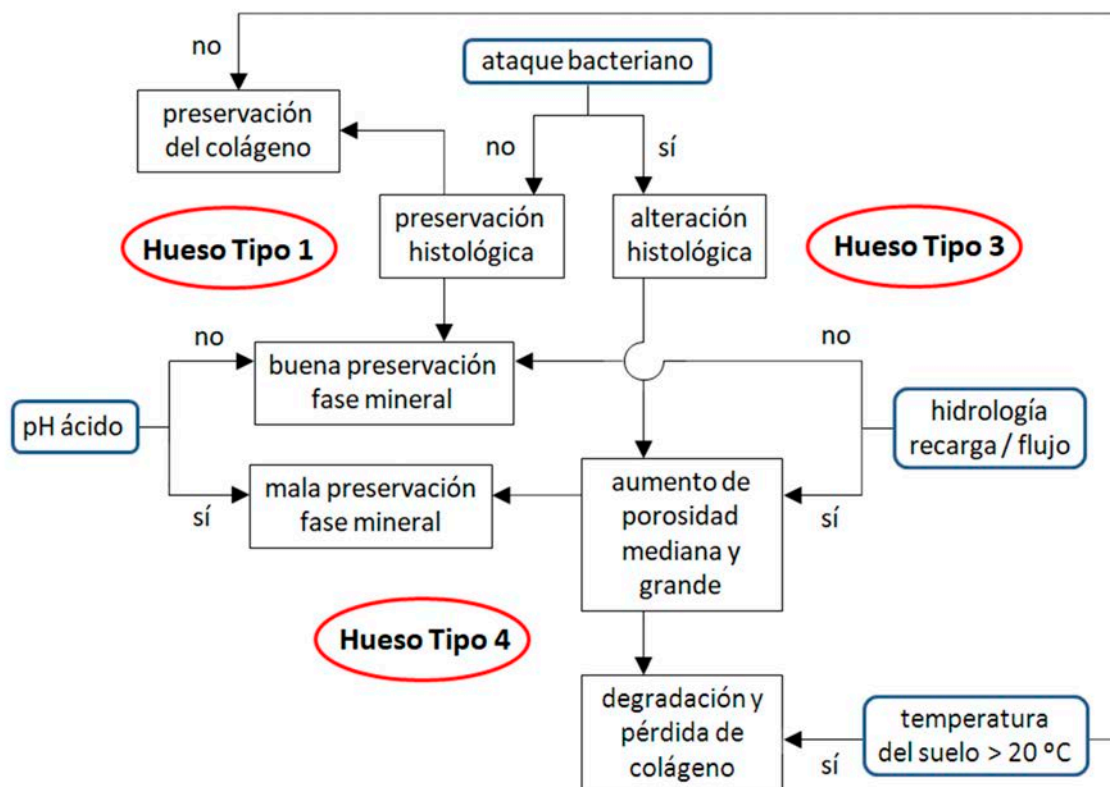 no
ataque bacteriano
preservación
del colágeno
no
sí
preservación
histológica
alteración
histológica
Hueso Tipo 1
Hueso Tipo 3
no
no
buena preservación
fase mineral
pH ácido
hidrología
recarga / flujo
mala preservación
fase mineral
sí
aumento de
porosidad
mediana y
grande
sí
Hueso Tipo 4
degradación y
pérdida de
colágeno
sí
temperatura
del suelo > 20 ºC